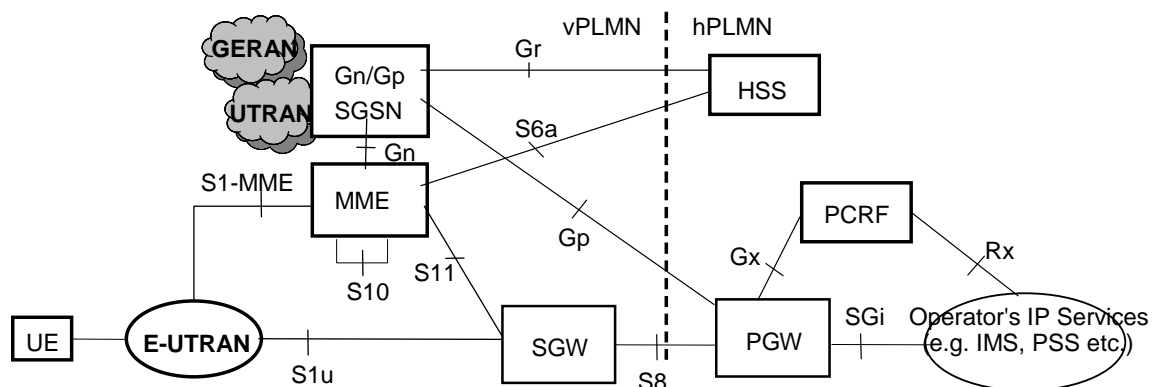 vPLMN
hPLMN
GERAN
UTRAN
Gn/Gp
SGSN
Gr
HSS
S6a
Gn
S1-MME
MME
S10
S11
Gp
PCRF
Gx
Rx
UE
E-UTRAN
S1u
SGW
S8
PGW
SGi
Operator's IP Services
(e.g. IMS, PSS etc.)